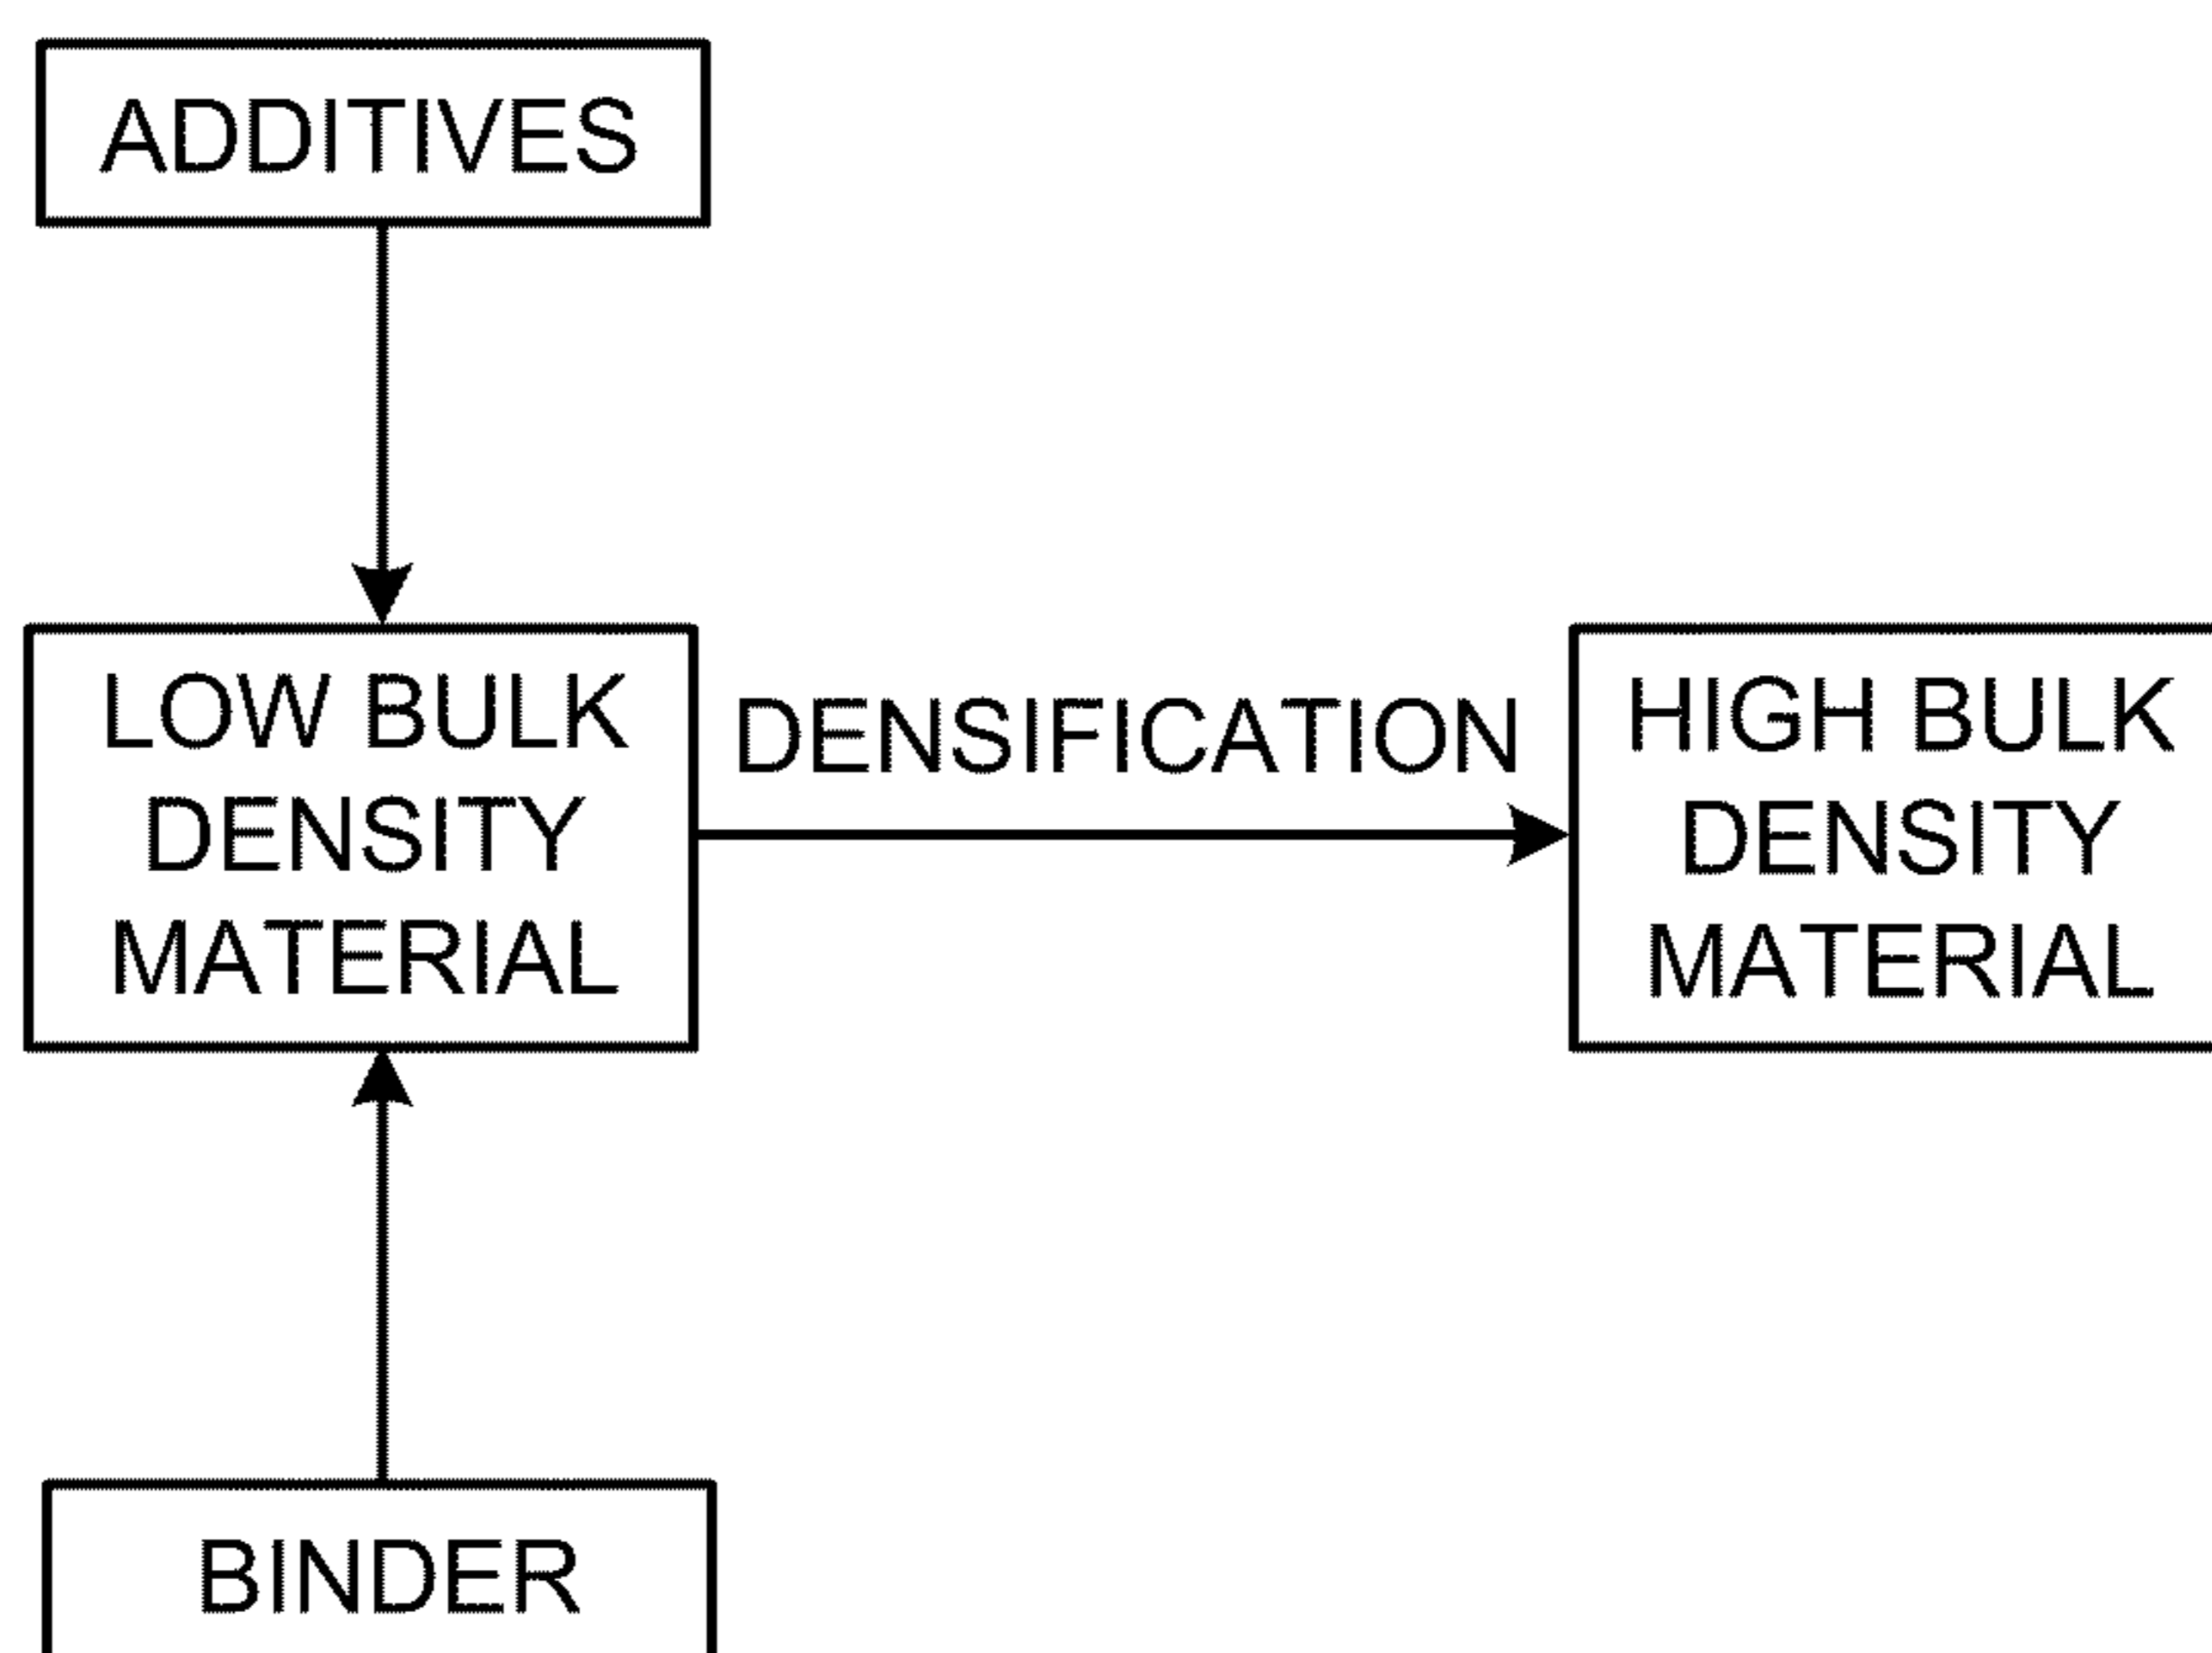 ADDITIVES
LOW BULK
DENSITY
MATERIAL
DENSIFICATION
HIGH BULK
DENSITY
MATERIAL
BINDER